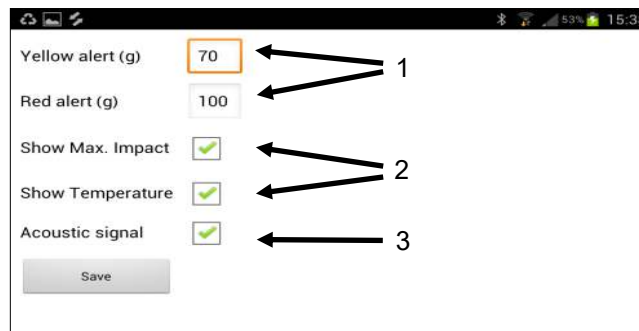 53% 15:3
Yellow alert (g) 70
1
Red alert (g) 100
Show Max. Impact
2
Show Temperature
Acoustic signal 3
Save